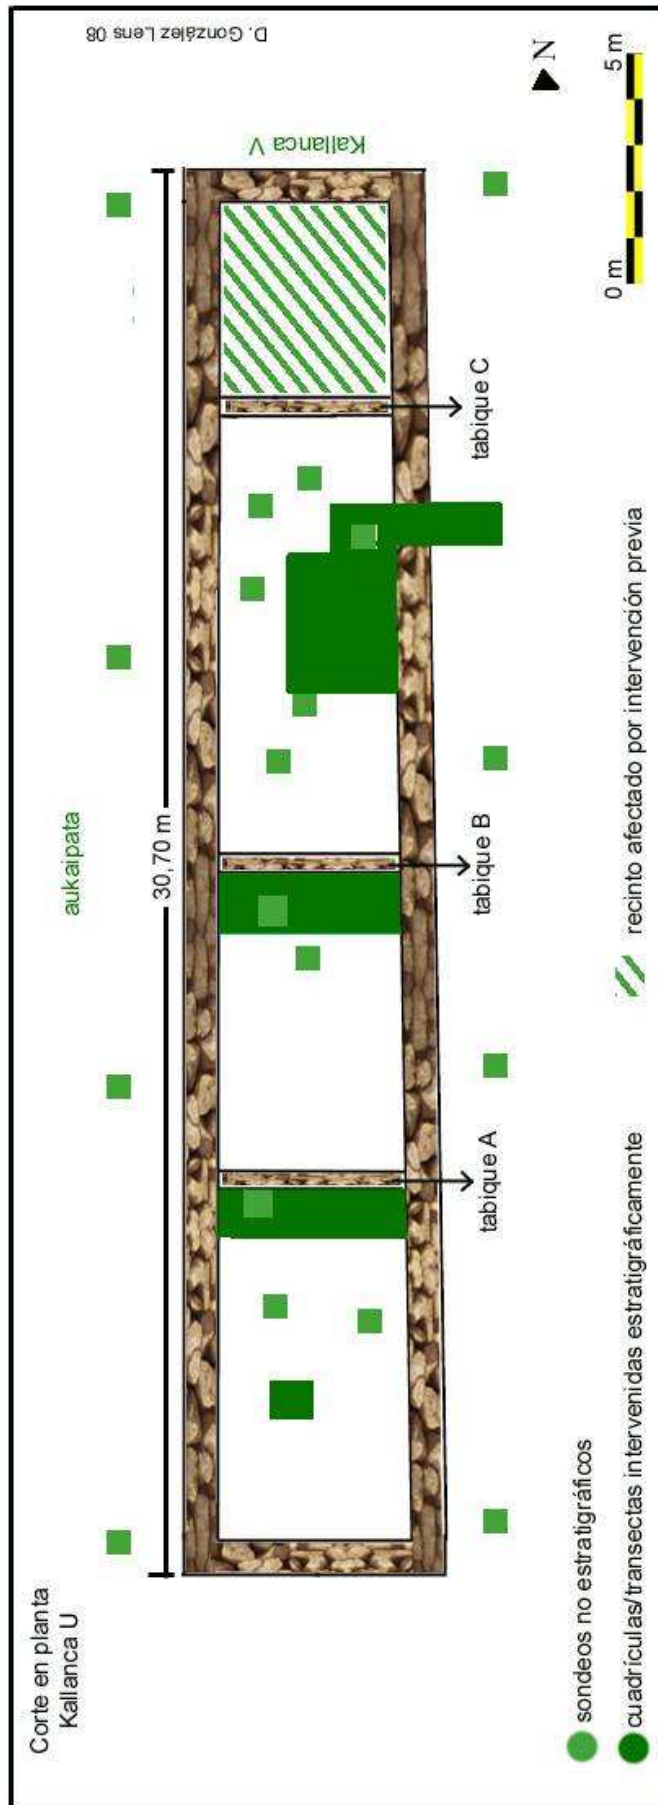 Corte en planta
Kallanca U
aukaipata
30,70 m
Kallanca V
D. González Lens 08
N
tabique A
tabique B
tabique C
0 m 5 m
sondeos no estratigráficos
cuadrículas/transectas intervenidas estratigráficamente
recinto afectado por intervención previa